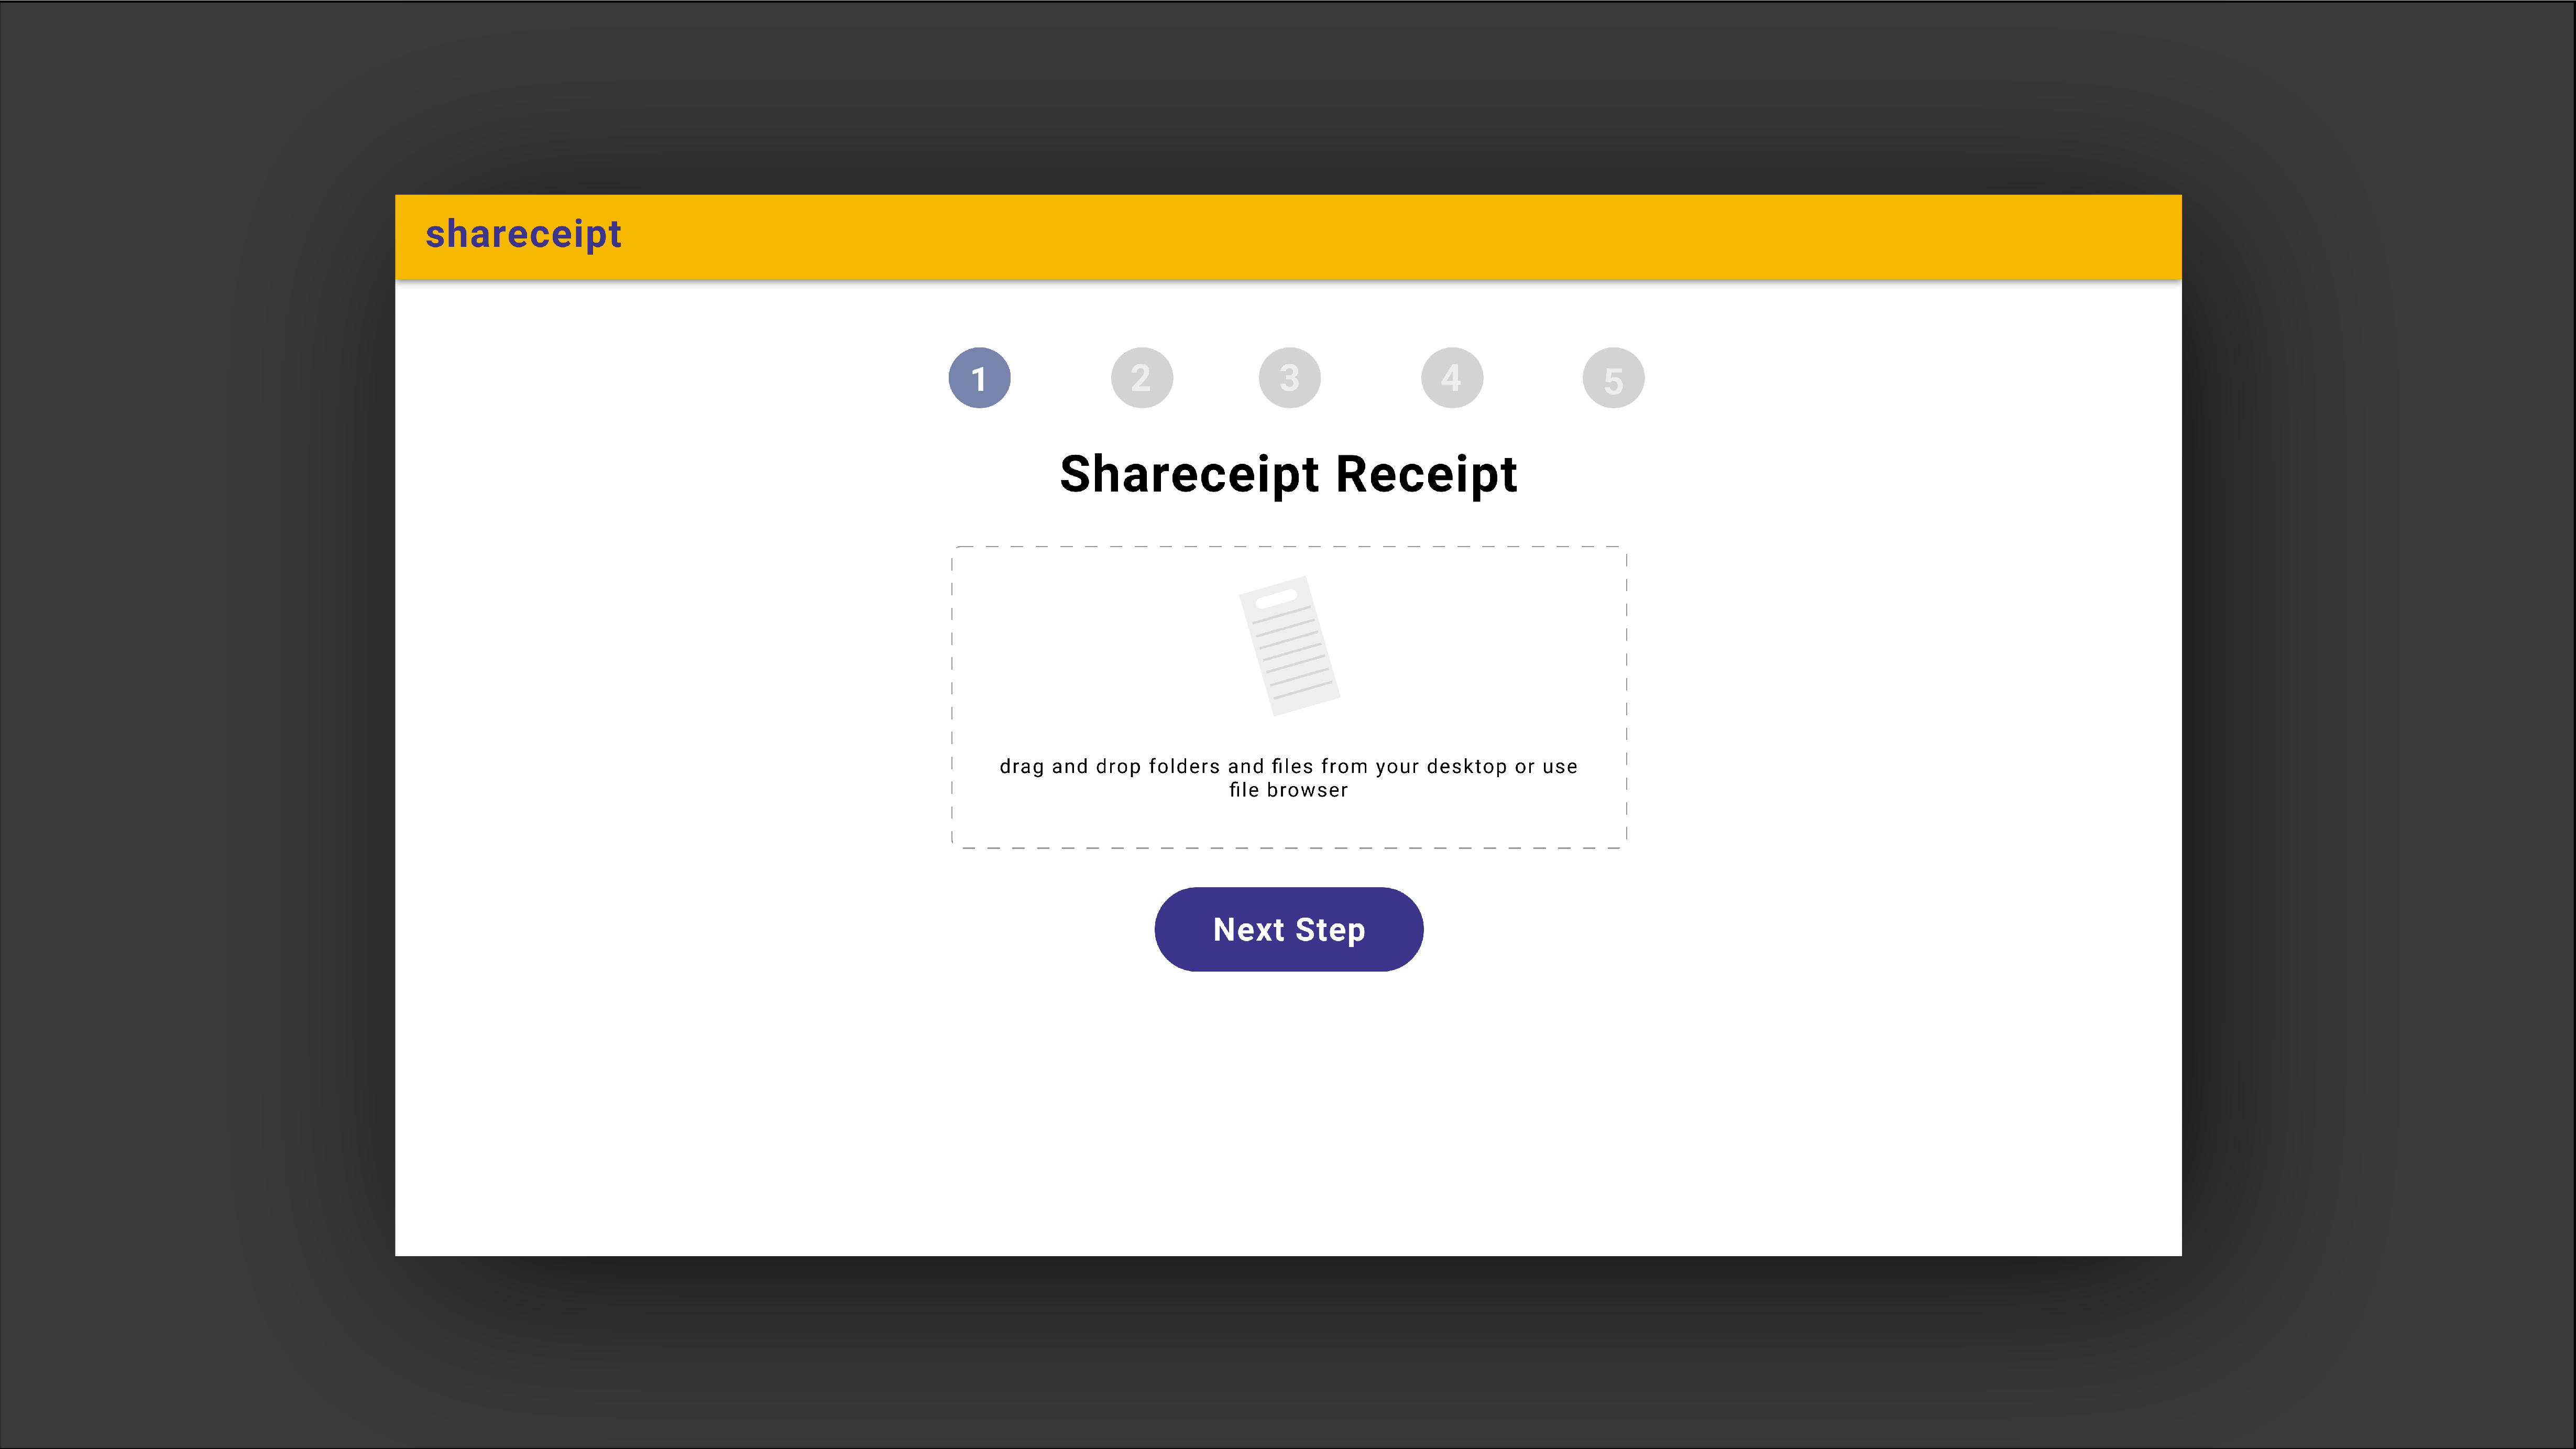 shareceipt
1 2 3 4 5
Shareceipt Receipt
drag and drop folders and files from your desktop or use
file browser
Next Step